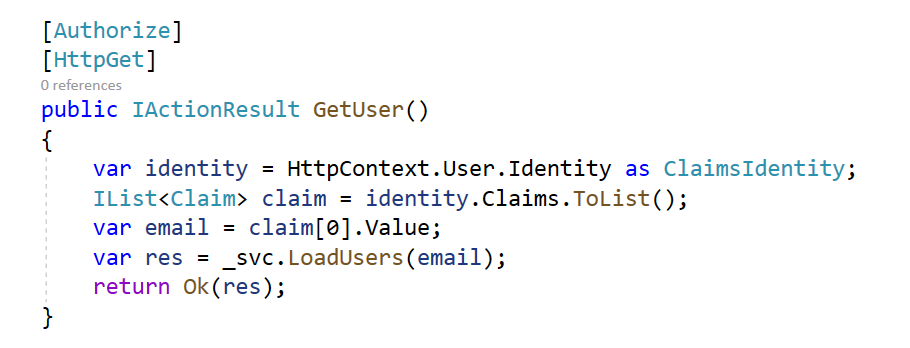 [Authorize]
[HttpGet]
0 references
public IActionResult GetUser()
{
var identity = HttpContext.User.Identity as ClaimsIdentity;
IList<Claim> claim = identity.Claims.ToList();
var email = claim[0].Value;
var res = _svc.LoadUsers(email);
return Ok(res);
}